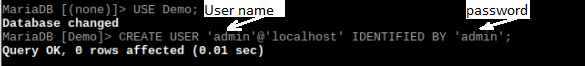 MariaDB [(none)]> USE Demo; User name password
Database changed
MariaDB [Demo]> CREATE USER 'admin'@'localhost' IDENTIFIED BY 'admin';
Query OK, 0 rows affected (0.01 sec)